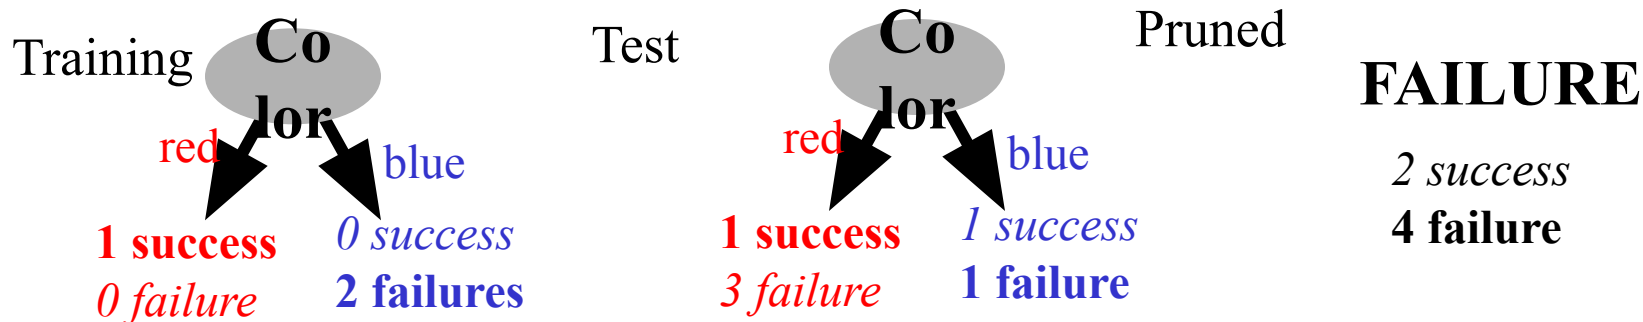 Training
Co
lor
red
blue
1 success
0 failure
0 success
2 failures
Test
Co
lor
red
blue
1 success
3 failure
1 success
1 failure
Pruned
FAILURE
2 success
4 failure